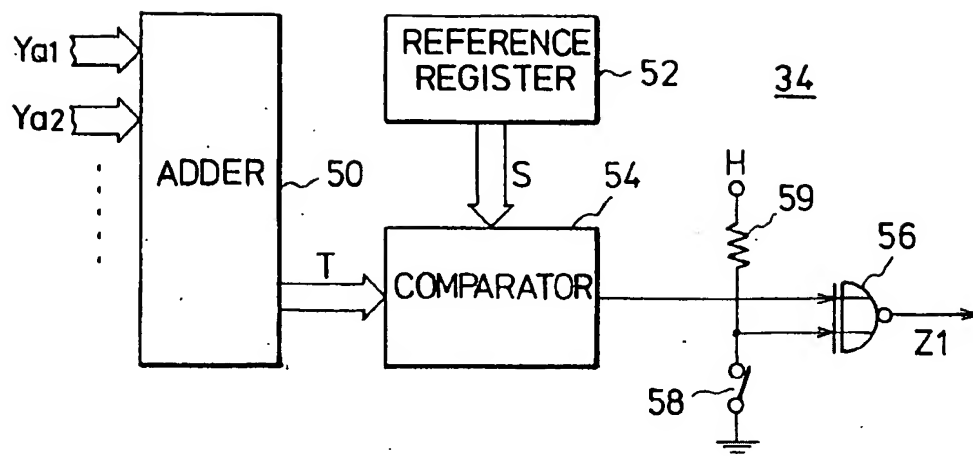 Ya1
Ya2
ADDER
50
REFERENCE
REGISTER
52
34
S
54
T
COMPARATOR
H
59
56
Z1
58